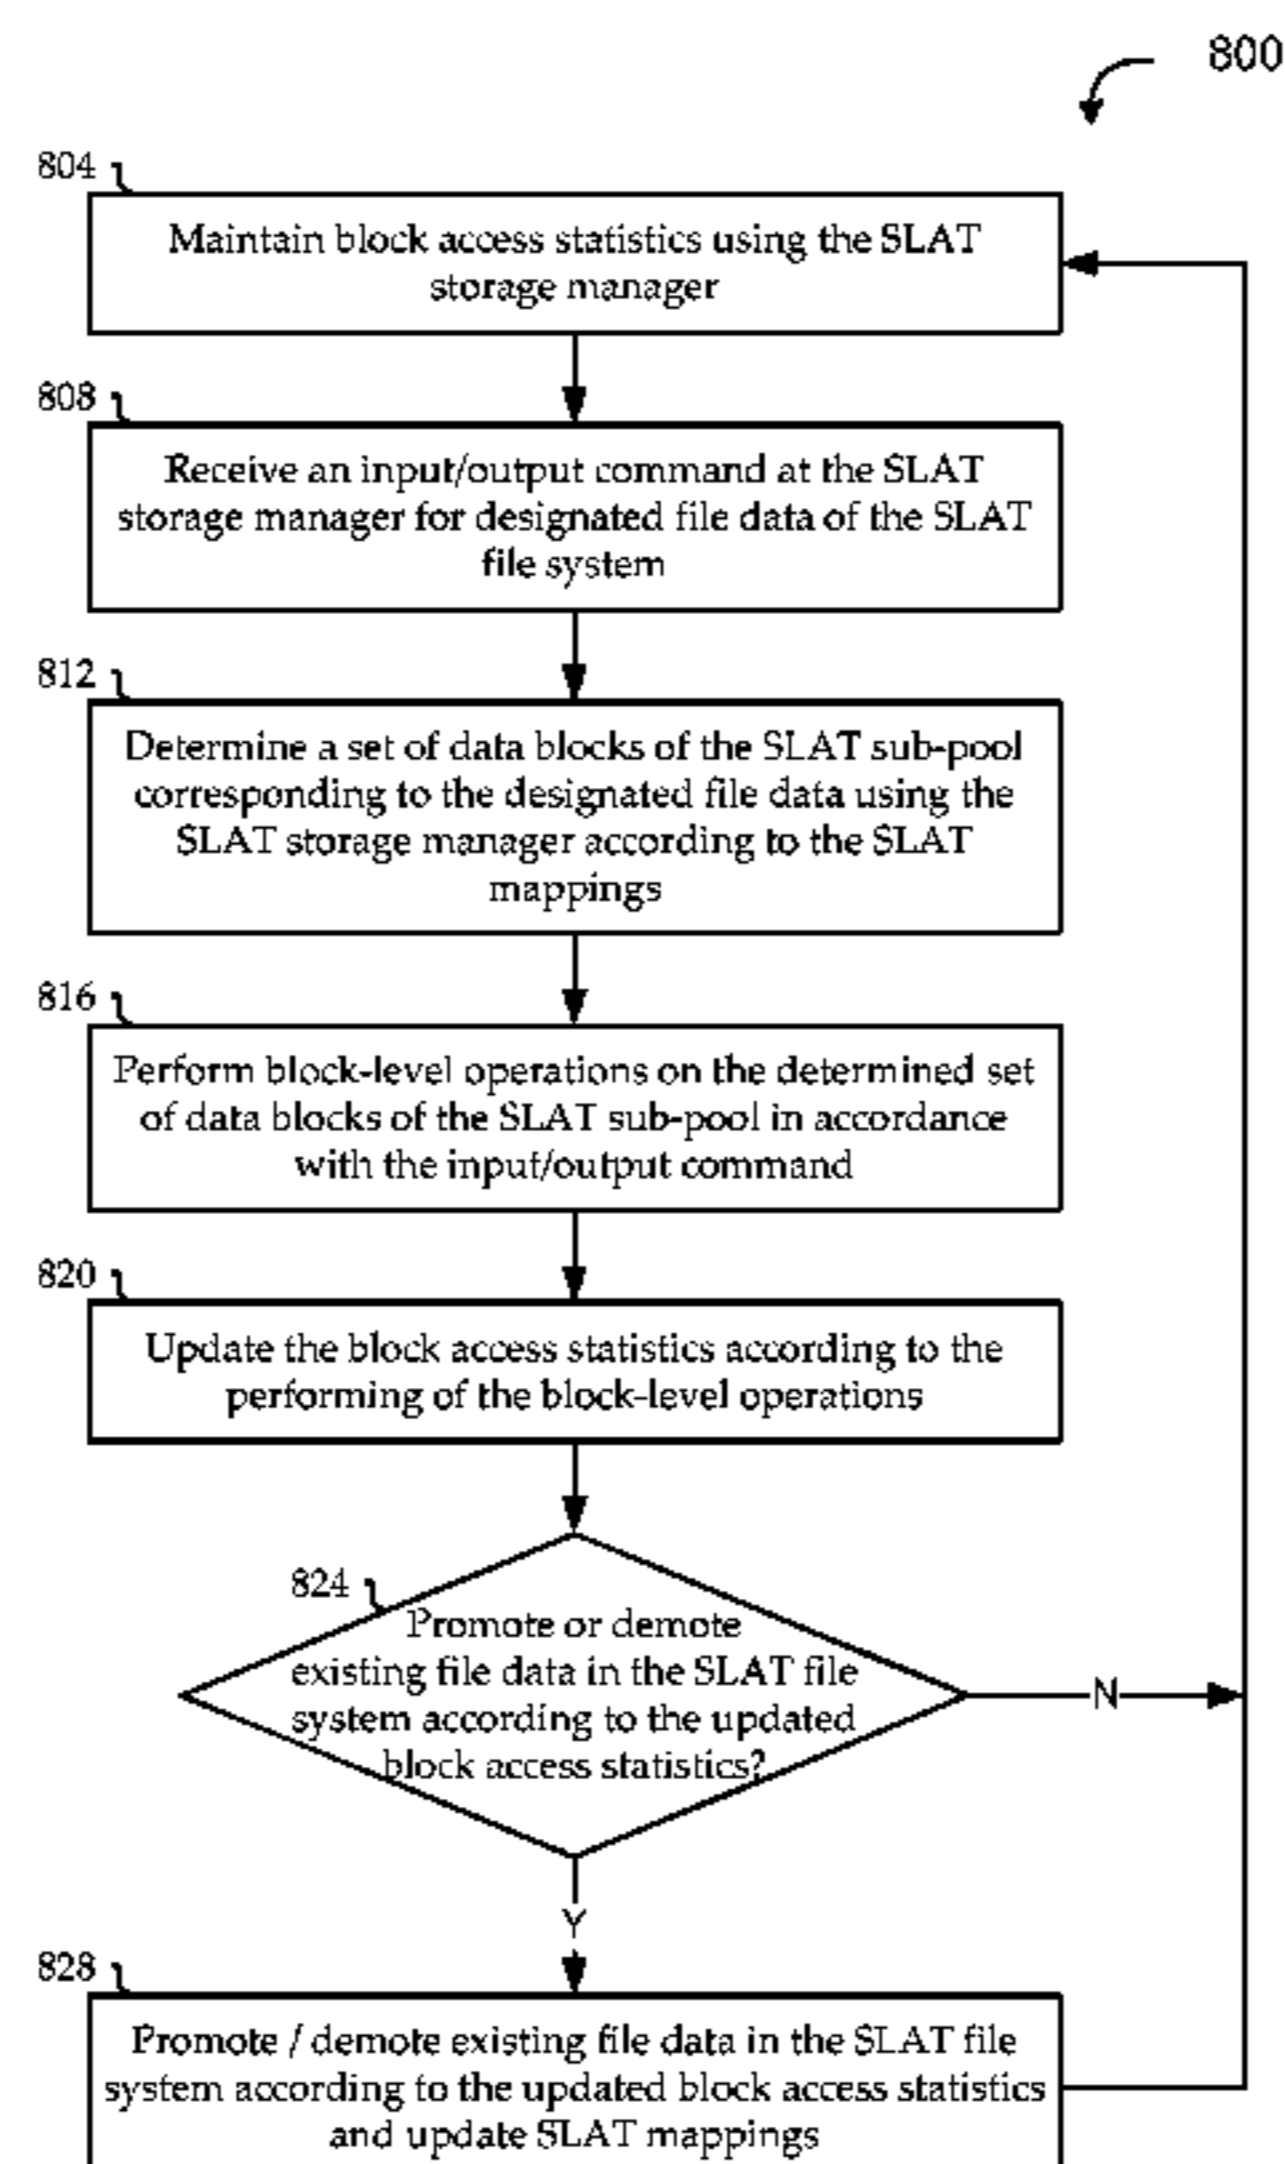 800
804
Maintain block access statistics using the SLAT
storage manager
808
Receive an input/output command at the SLAT
storage manager for designated file data of the SLAT
file system
812
Determine a set of data blocks of the SLAT sub-pool
corresponding to the designated file data using the
SLAT storage manager according to the SLAT
mappings
816
Perform block-level operations on the determined set
of data blocks of the SLAT sub-pool in accordance
with the input/output command
820
Update the block access statistics according to the
performing of the block-level operations
824
Promote or demote
existing file data in the SLAT file
system according to the updated
block access statistics?
N
Y
828
Promote / demote existing file data in the SLAT file
system according to the updated block access statistics
and update SLAT mappings